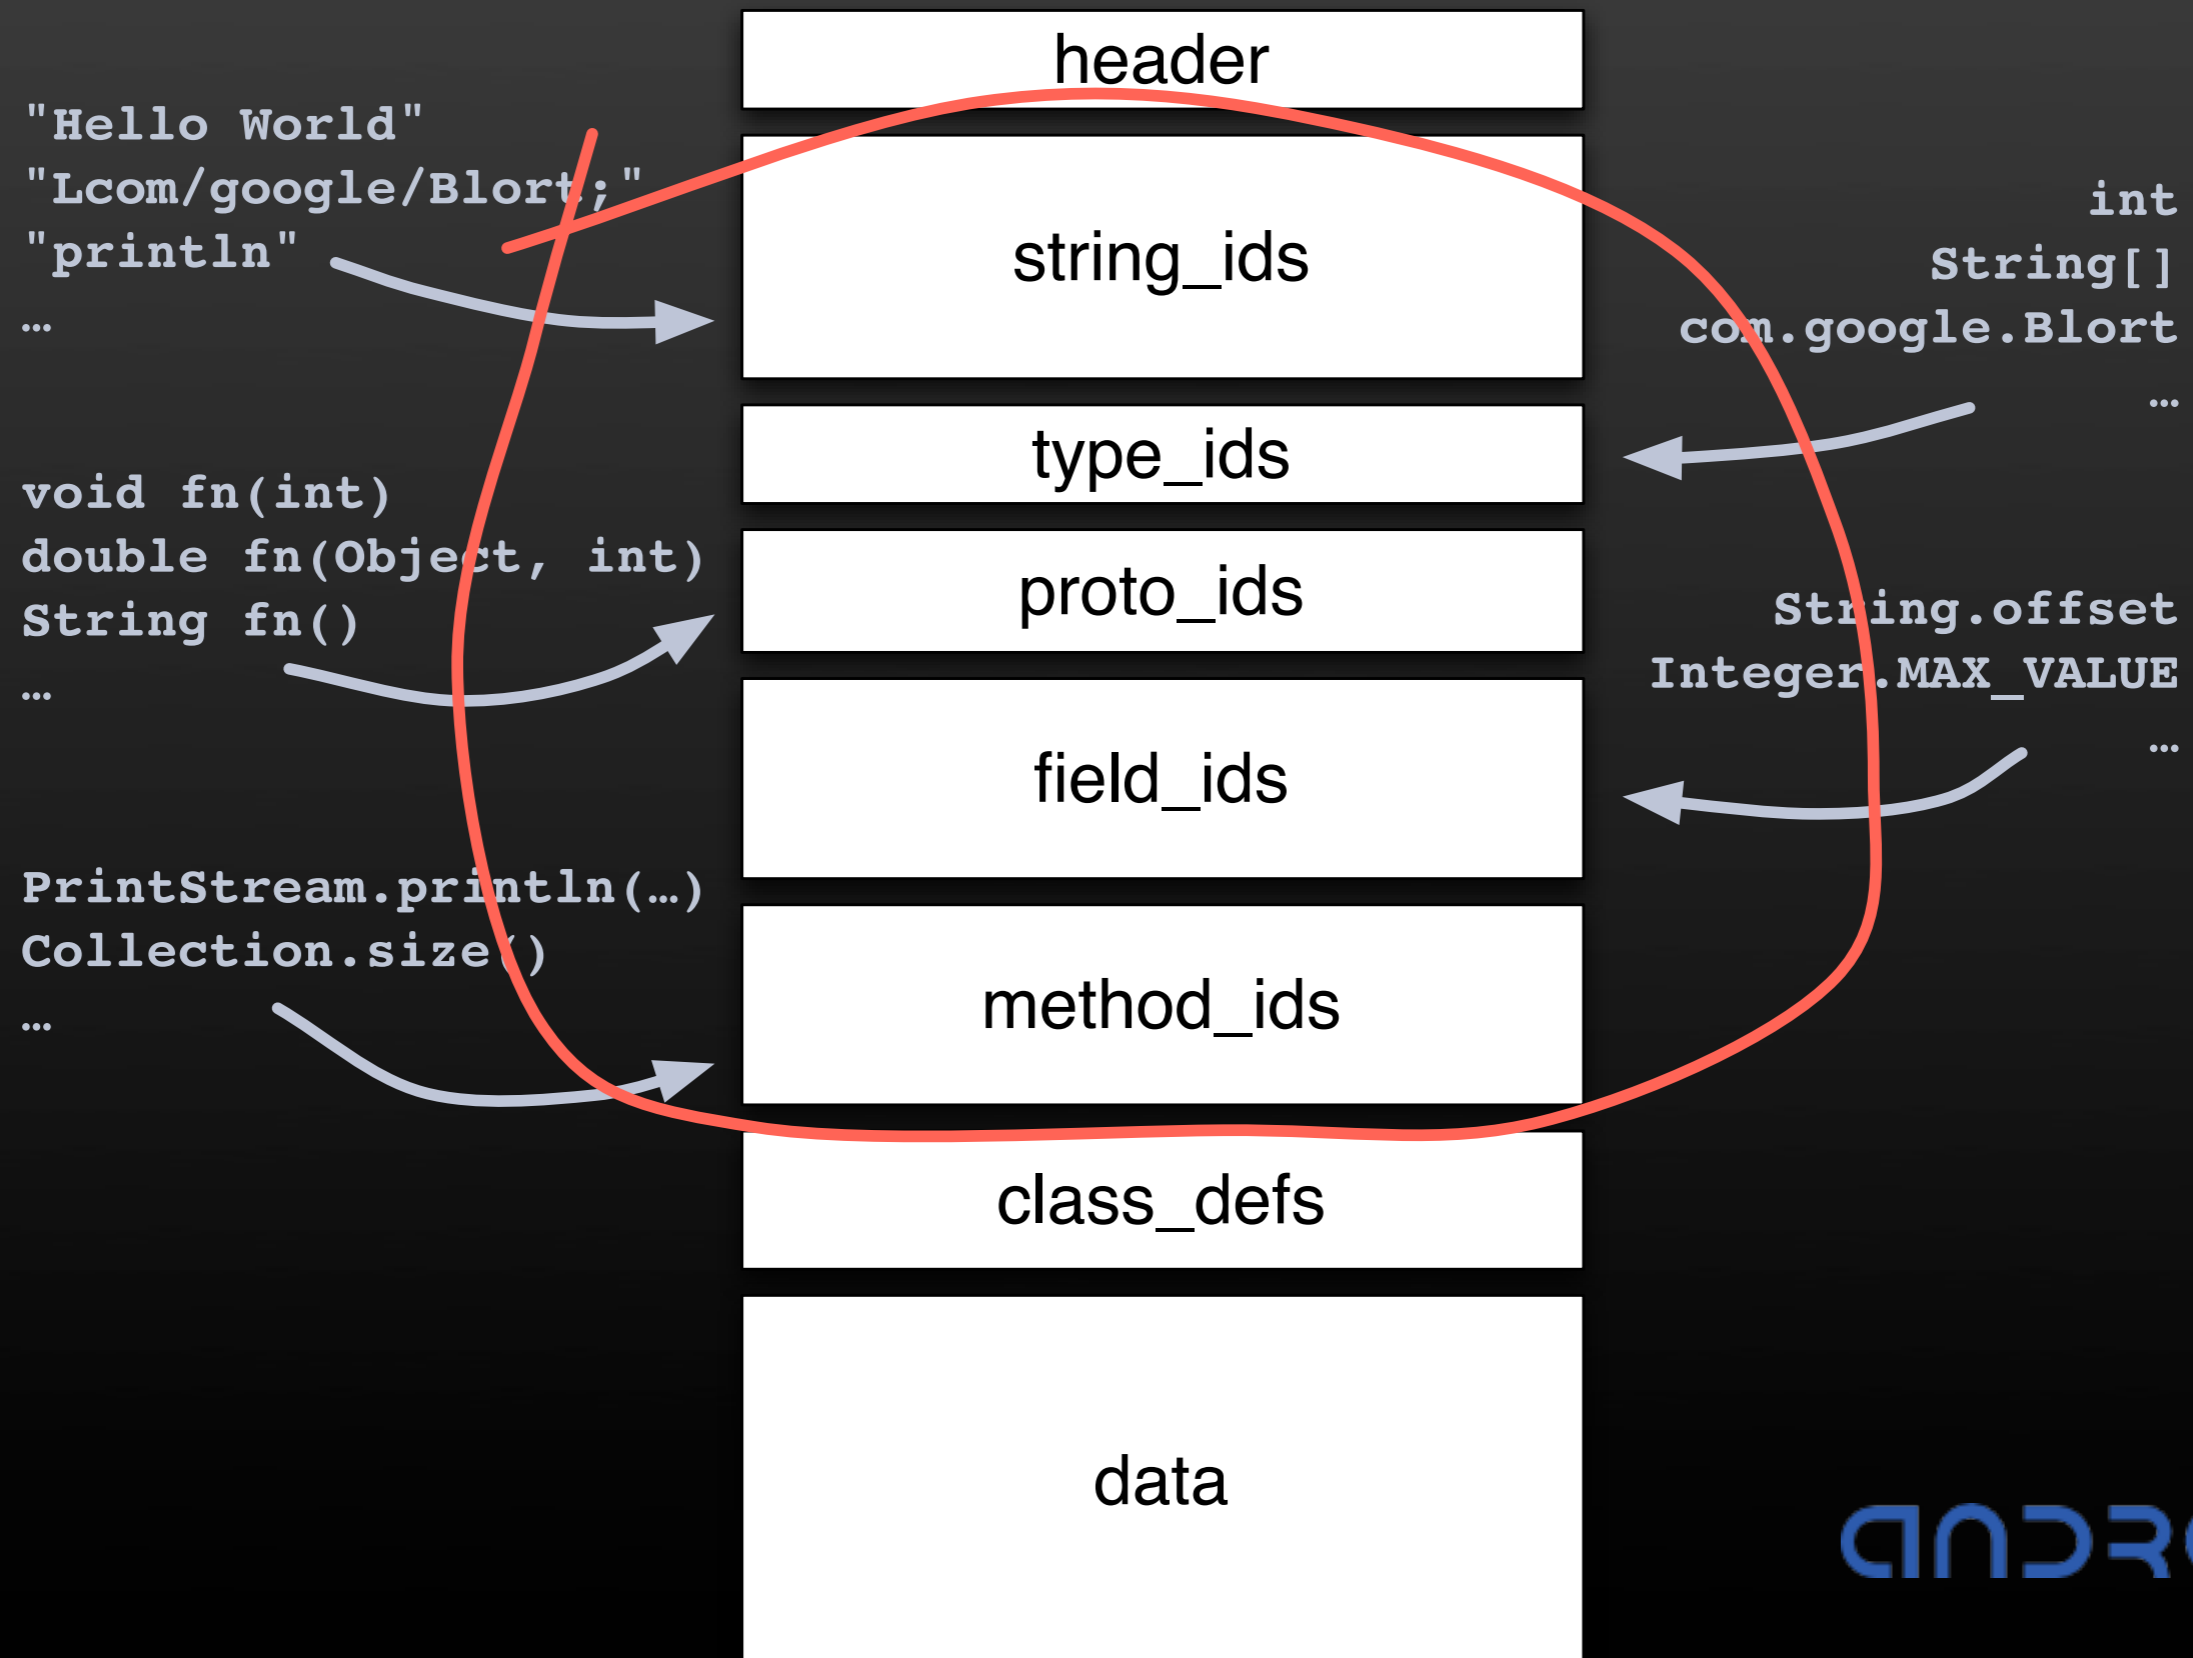 header
string_ids
type_ids
proto_ids
field_ids
method_ids
class_defs
data
"Hello World"
"Lcom/google/Blort;"
"println"
…
void fn(int)
double fn(Object, int)
String fn()
…
PrintStream.println(…)
Collection.size()
…
int
String[]
com.google.Blort
…
String.offset
Integer.MAX_VALUE
…